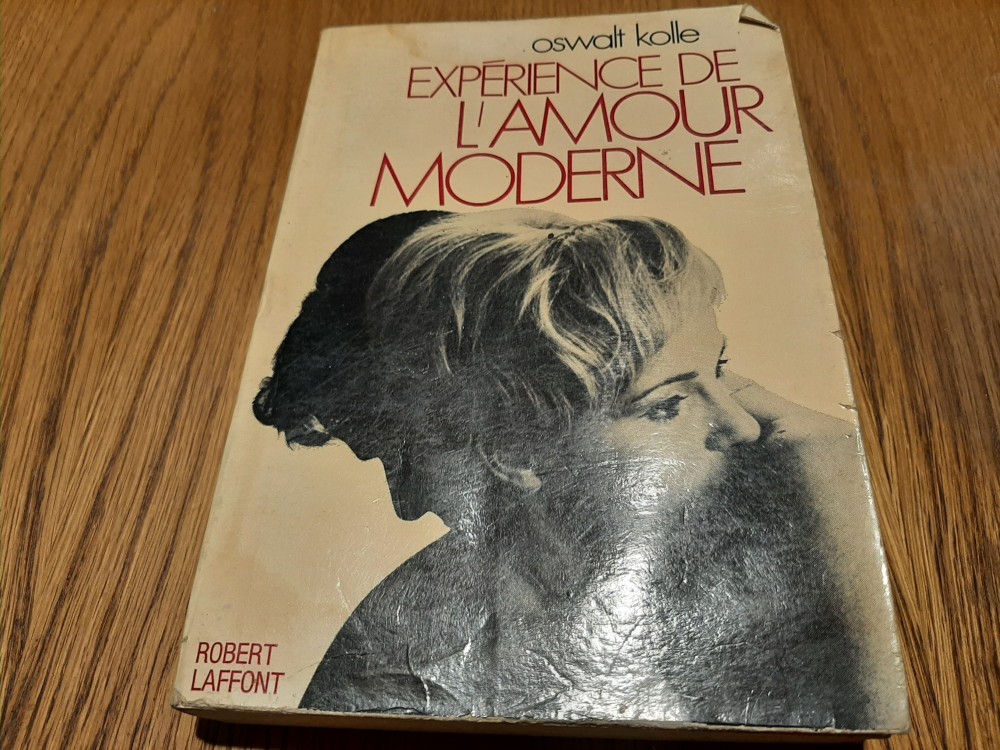 oswalt kolle
EXPÉRIENCE DE
L'AMOUR
MODERNE
ROBERT
LAFFONT